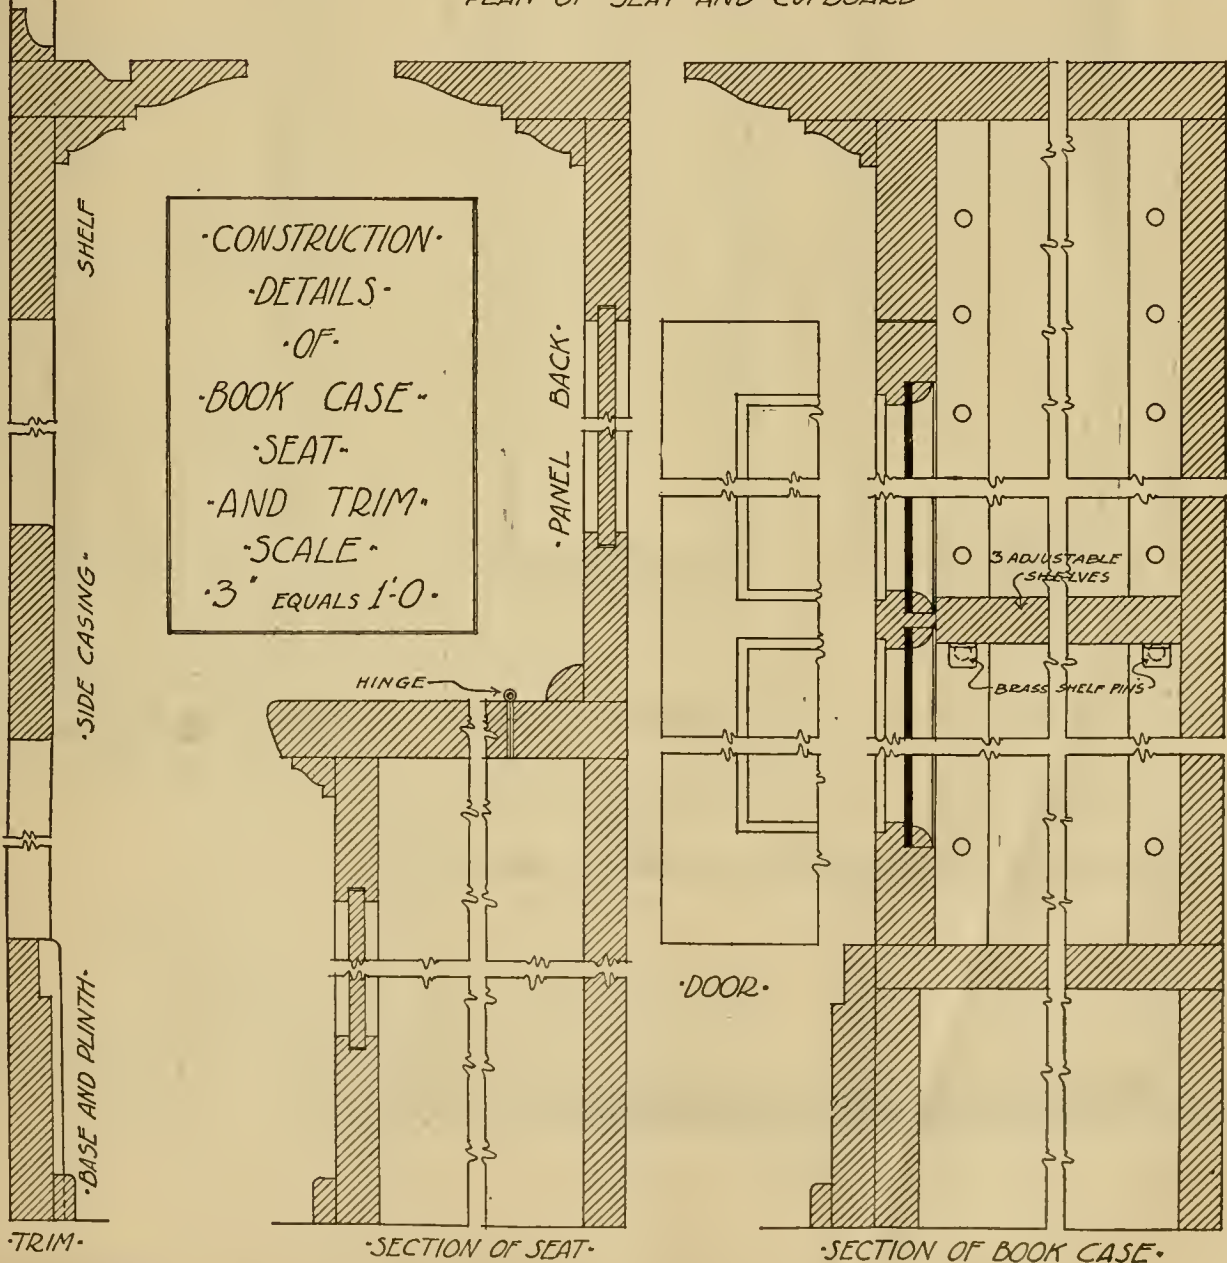 PLAN OF SEAT AND CUPBOARD
SHELF
·CONSTRUCTION·
·DETAILS·
·OF·
·BOOK CASE·
·SEAT·
·AND TRIM·
·SCALE·
·3" EQUALS 1'-0·
·PANEL BACK·
3 ADJUSTABLE
SHELVES
·SIDE CASING·
HINGE
BRASS SHELF PINS
·DOOR·
·BASE AND PLINTH·
·TRIM·
·SECTION OF SEAT·
·SECTION OF BOOK CASE·